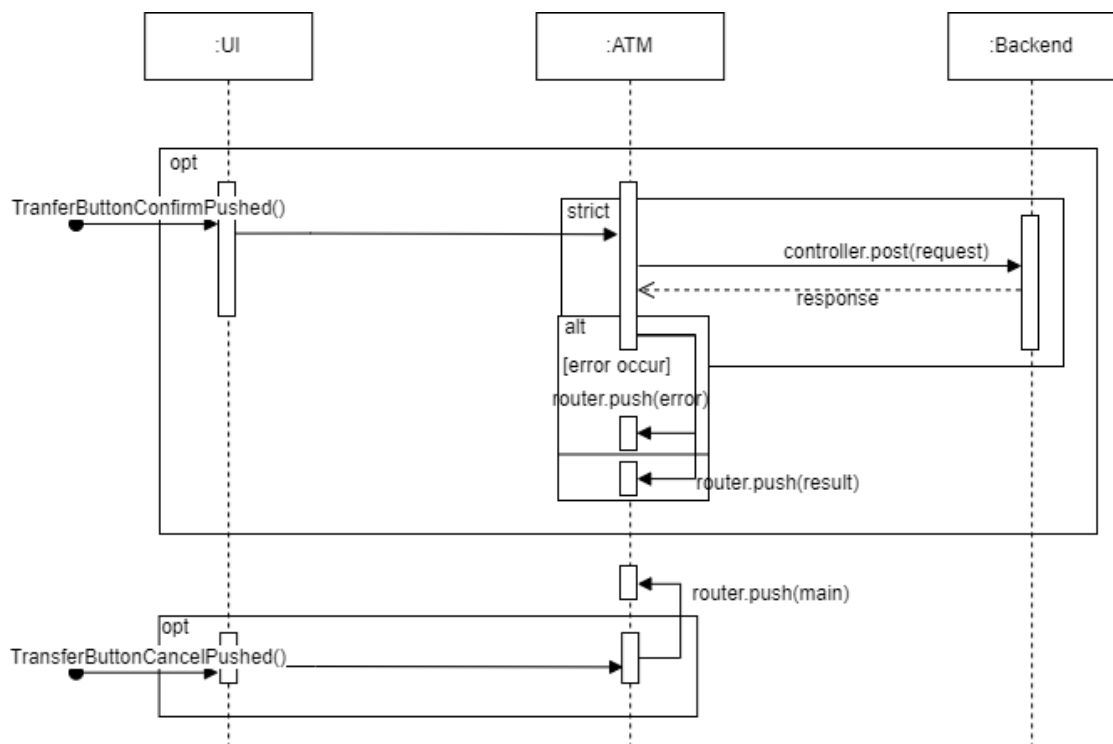 :UI
:ATM
:Backend
opt
TranferButtonConfirmPushed()
strict
controller.post(request)
response
alt
[error occur]
router.push(error)
router.push(result)
router.push(main)
opt
TransferButtonCancelPushed()